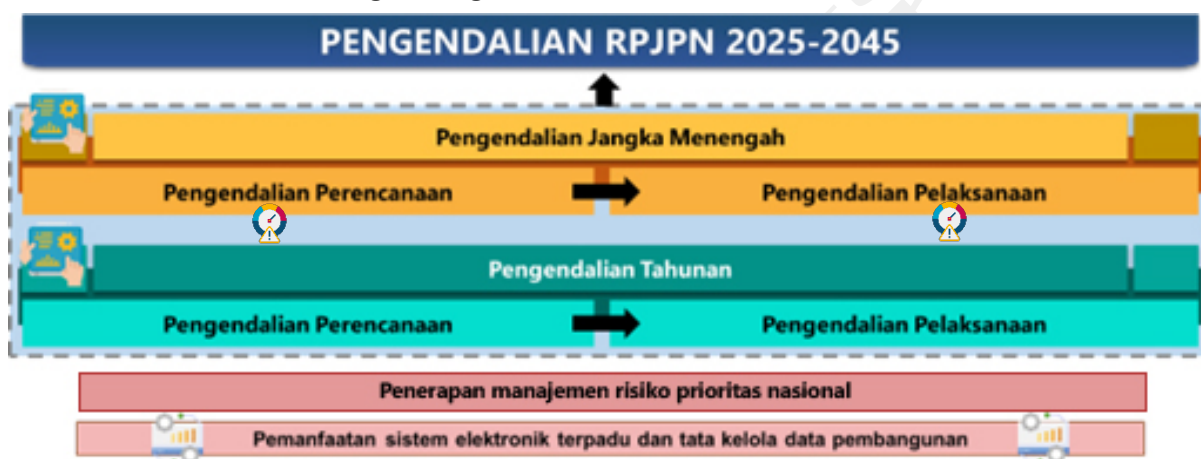 PENGENDALIAN RPJPN 2025-2045
Pengendalian Jangka Menengah
Pengendalian Perencanaan
Pengendalian Pelaksanaan
Pengendalian Tahunan
Pengendalian Perencanaan
Pengendalian Pelaksanaan
Penerapan manajemen risiko prioritas nasional
Pemanfaatan sistem elektronik terpadu dan tata kelola data pembangunan